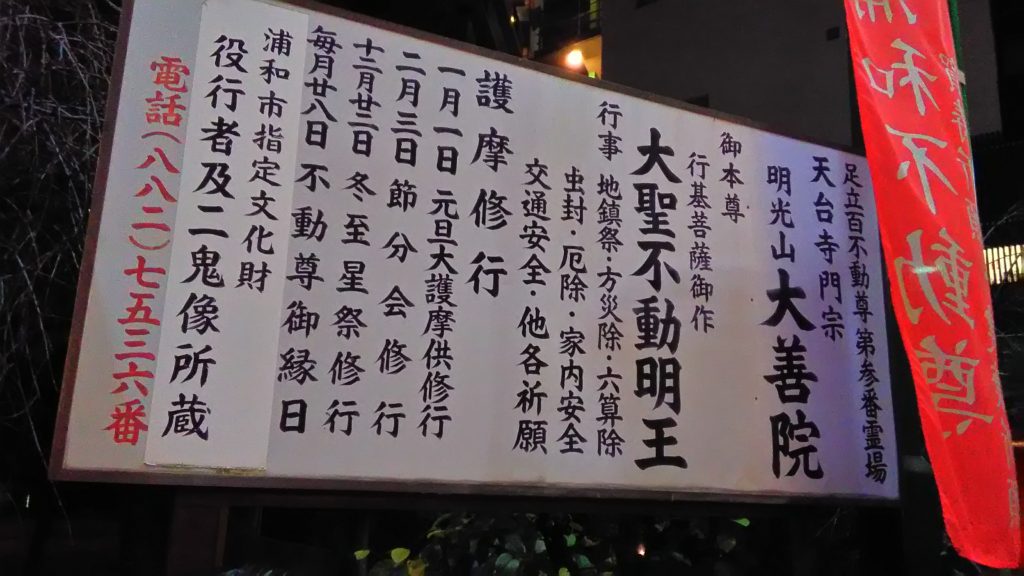 足立百不動尊第参番霊場
天台寺門宗
明光山大善院
御本尊
行基菩薩御作
大聖不動明王
行事 地鎮祭・方災除・六算除
虫封・厄除・家内安全
交通安全・他各祈願
護摩修行
一月一日 元旦大護摩供修行
二月三日節分会修行
十二月廿二日冬至星祭修行
毎月廿八日不動尊御縁日
浦和市指定文化財
役行者及二鬼像所蔵
電話(八八二)七五三六番
浦和不動尊